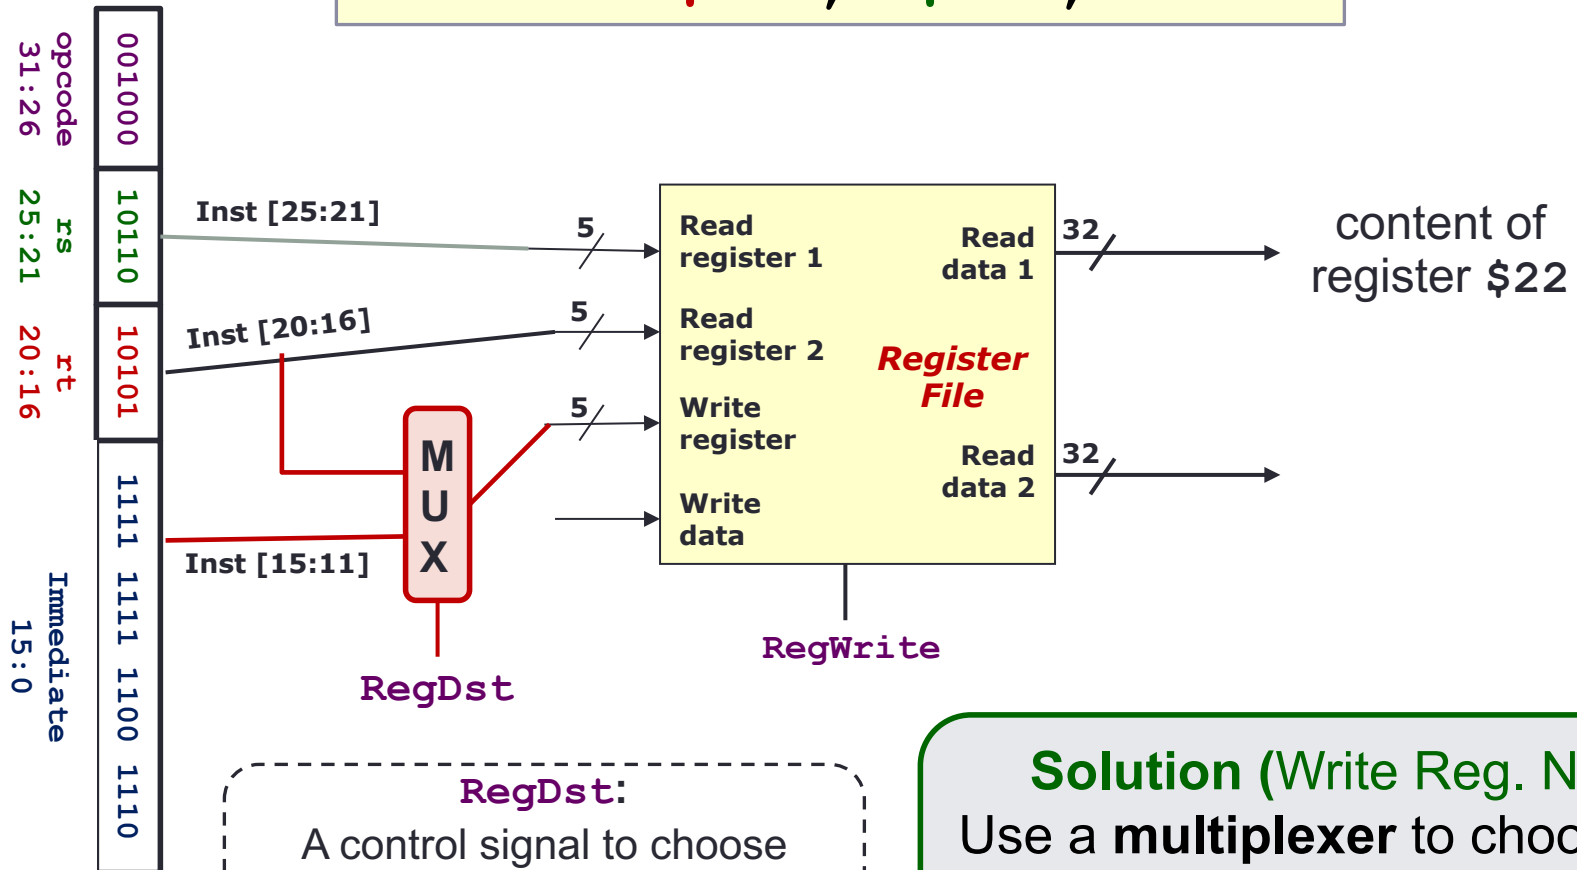 opcode
31:26
001000
rs
25:21
10110
rt
20:16
10101
Immediate
15:0
1111 1111 1100 1110
Inst [25:21]
5
Inst [20:16]
5
5
Inst [15:11]
M
U
X
RegDst
Read
register 1
Read
register 2
Write
register
Write
data
Register
File
Read
data 1
Read
data 2
32
32
RegWrite
content of
register $22
RegDst:
A control signal to choose
Solution (Write Reg. N
Use a multiplexer to choo